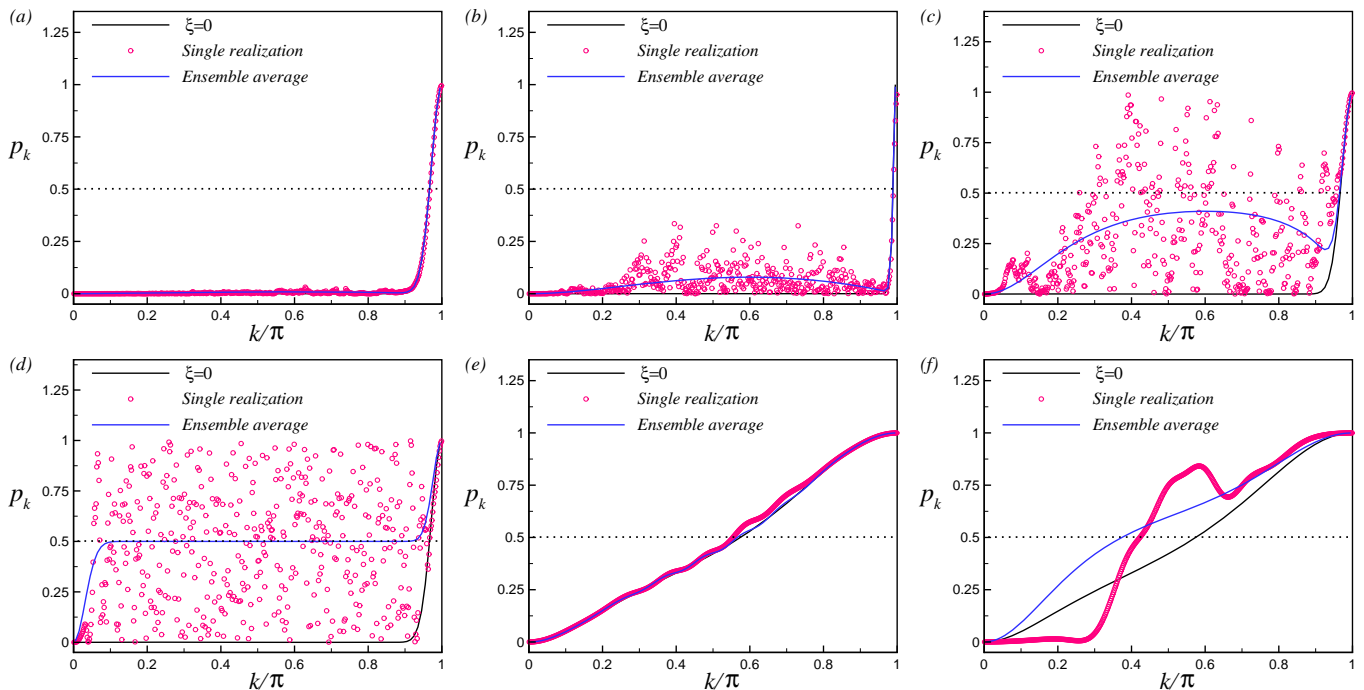 (a)
ξ=0
Single realization
Ensemble average
1.25
1
0.75
0.5
0.25
0
p_k
0 0.2 0.4 0.6 0.8 1
k/π
(b)
ξ=0
Single realization
Ensemble average
1.25
1
0.75
0.5
0.25
0
p_k
0 0.2 0.4 0.6 0.8 1
k/π
(c)
ξ=0
Single realization
Ensemble average
1.25
1
0.75
0.5
0.25
0
p_k
0 0.2 0.4 0.6 0.8 1
k/π
(d)
ξ=0
Single realization
Ensemble average
1.25
1
0.75
0.5
0.25
0
p_k
0 0.2 0.4 0.6 0.8 1
k/π
(e)
ξ=0
Single realization
Ensemble average
1.25
1
0.75
0.5
0.25
0
p_k
0 0.2 0.4 0.6 0.8 1
k/π
(f)
ξ=0
Single realization
Ensemble average
1.25
1
0.75
0.5
0.25
0
p_k
0 0.2 0.4 0.6 0.8 1
k/π